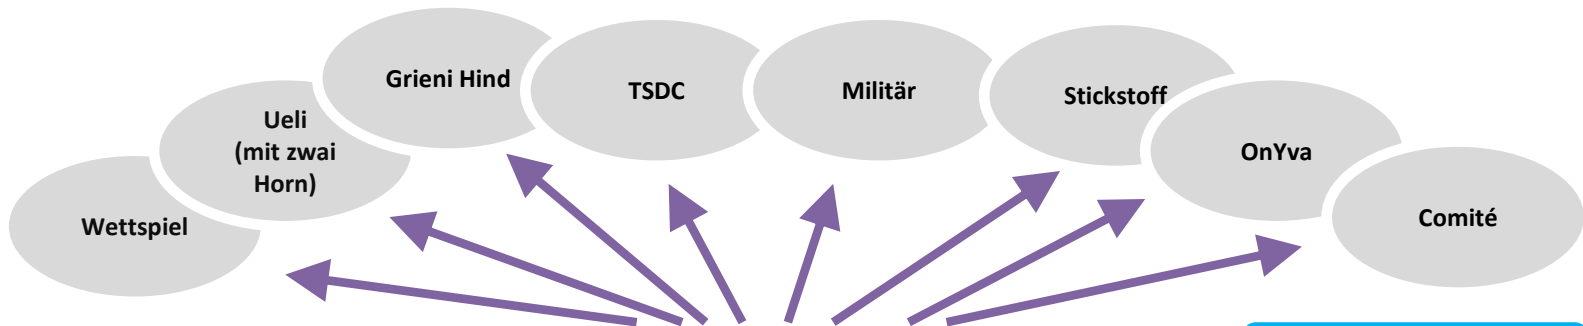 Wettspiel
Ueli
(mit zwai
Horn)
Grieni Hind
TSDC
Militär
Stickstoff
OnYva
Comité